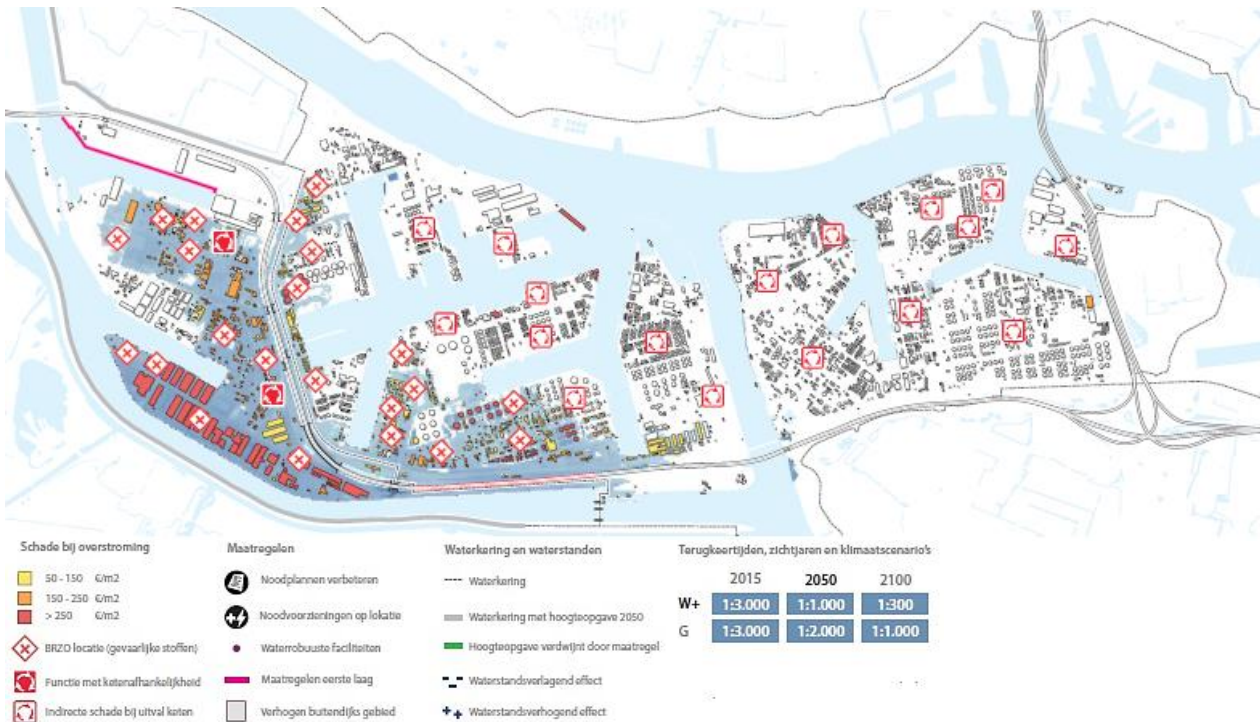 Schade bij overstroming
50 - 150 €/m2
150 - 250 €/m2
> 250 €/m2
BRZO locatie (gevaarlijke stoffen)
Functie met ketenafhankelijkheid
Indirecte schade bij uitval keten
Maatregelen
Noodplannen verbeteren
Noodvoorzieningen op lokatie
Waterrobuuste faciliteiten
Maatregelen eerste laag
Verhogen buitendijks gebied
Waterkering en waterstanden
Waterkering
Waterkering met hoogteopgave 2050
Hoogteopgave verdwijnt door maatregel
Waterstandsverlagend effect
Waterstandsverhogend effect
Terugkeertijden, zichtjaren en klimaatscenario's
2015 2050 2100
W+ 1:3.000 1:1.000 1:300
G 1:3.000 1:2.000 1:1.000